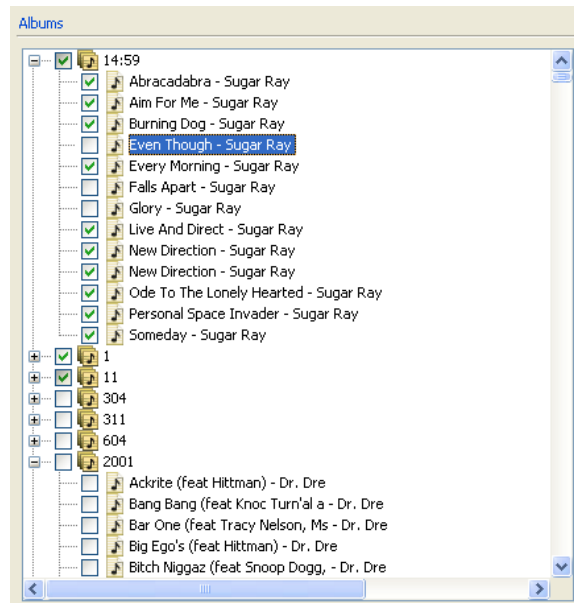 Albums
14:59
Abracadabra - Sugar Ray
Aim For Me - Sugar Ray
Burning Dog - Sugar Ray
Even Though - Sugar Ray
Every Morning - Sugar Ray
Falls Apart - Sugar Ray
Glory - Sugar Ray
Live And Direct - Sugar Ray
New Direction - Sugar Ray
New Direction - Sugar Ray
Ode To The Lonely Hearted - Sugar Ray
Personal Space Invader - Sugar Ray
Someday - Sugar Ray
1
11
304
311
604
2001
Ackrite (feat Hittman) - Dr. Dre
Bang Bang (feat Knoc Turn'al a - Dr. Dre
Bar One (feat Tracy Nelson, Ms - Dr. Dre
Big Ego's (feat Hittman) - Dr. Dre
Bitch Niggaz (feat Snoop Dogg, - Dr. Dre